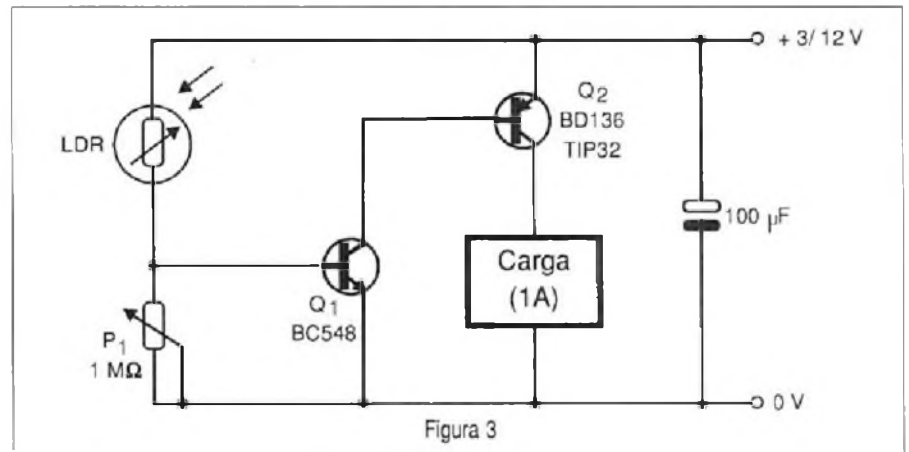 + 3/ 12 V
Q2
BD136
TIP32
LDR
100 µF
Carga
(1A)
Q1
BC548
P1
1 MΩ
0 V
Figura 3